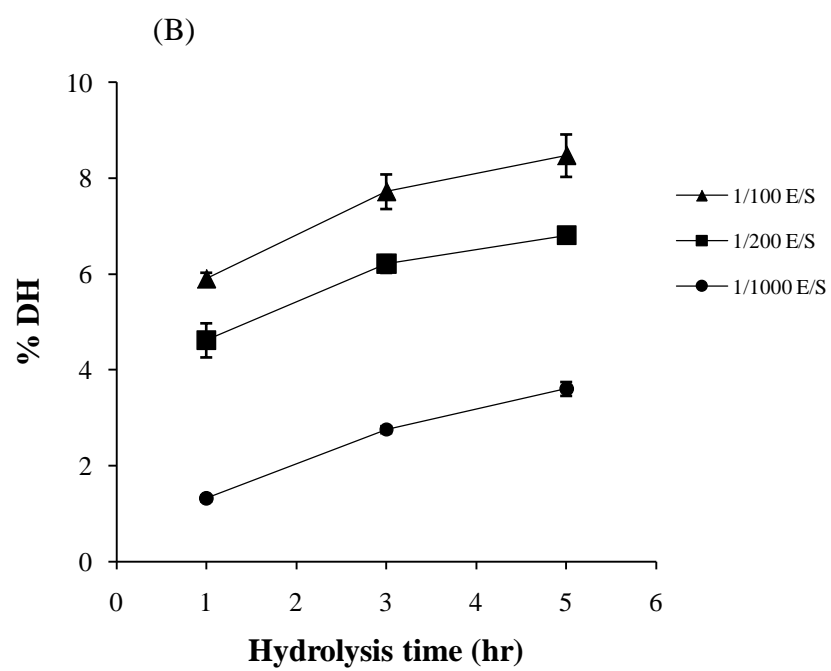 (B)
10
8
6
4
2
0
% DH
0 1 2 3 4 5 6
Hydrolysis time (hr)
1/100 E/S
1/200 E/S
1/1000 E/S